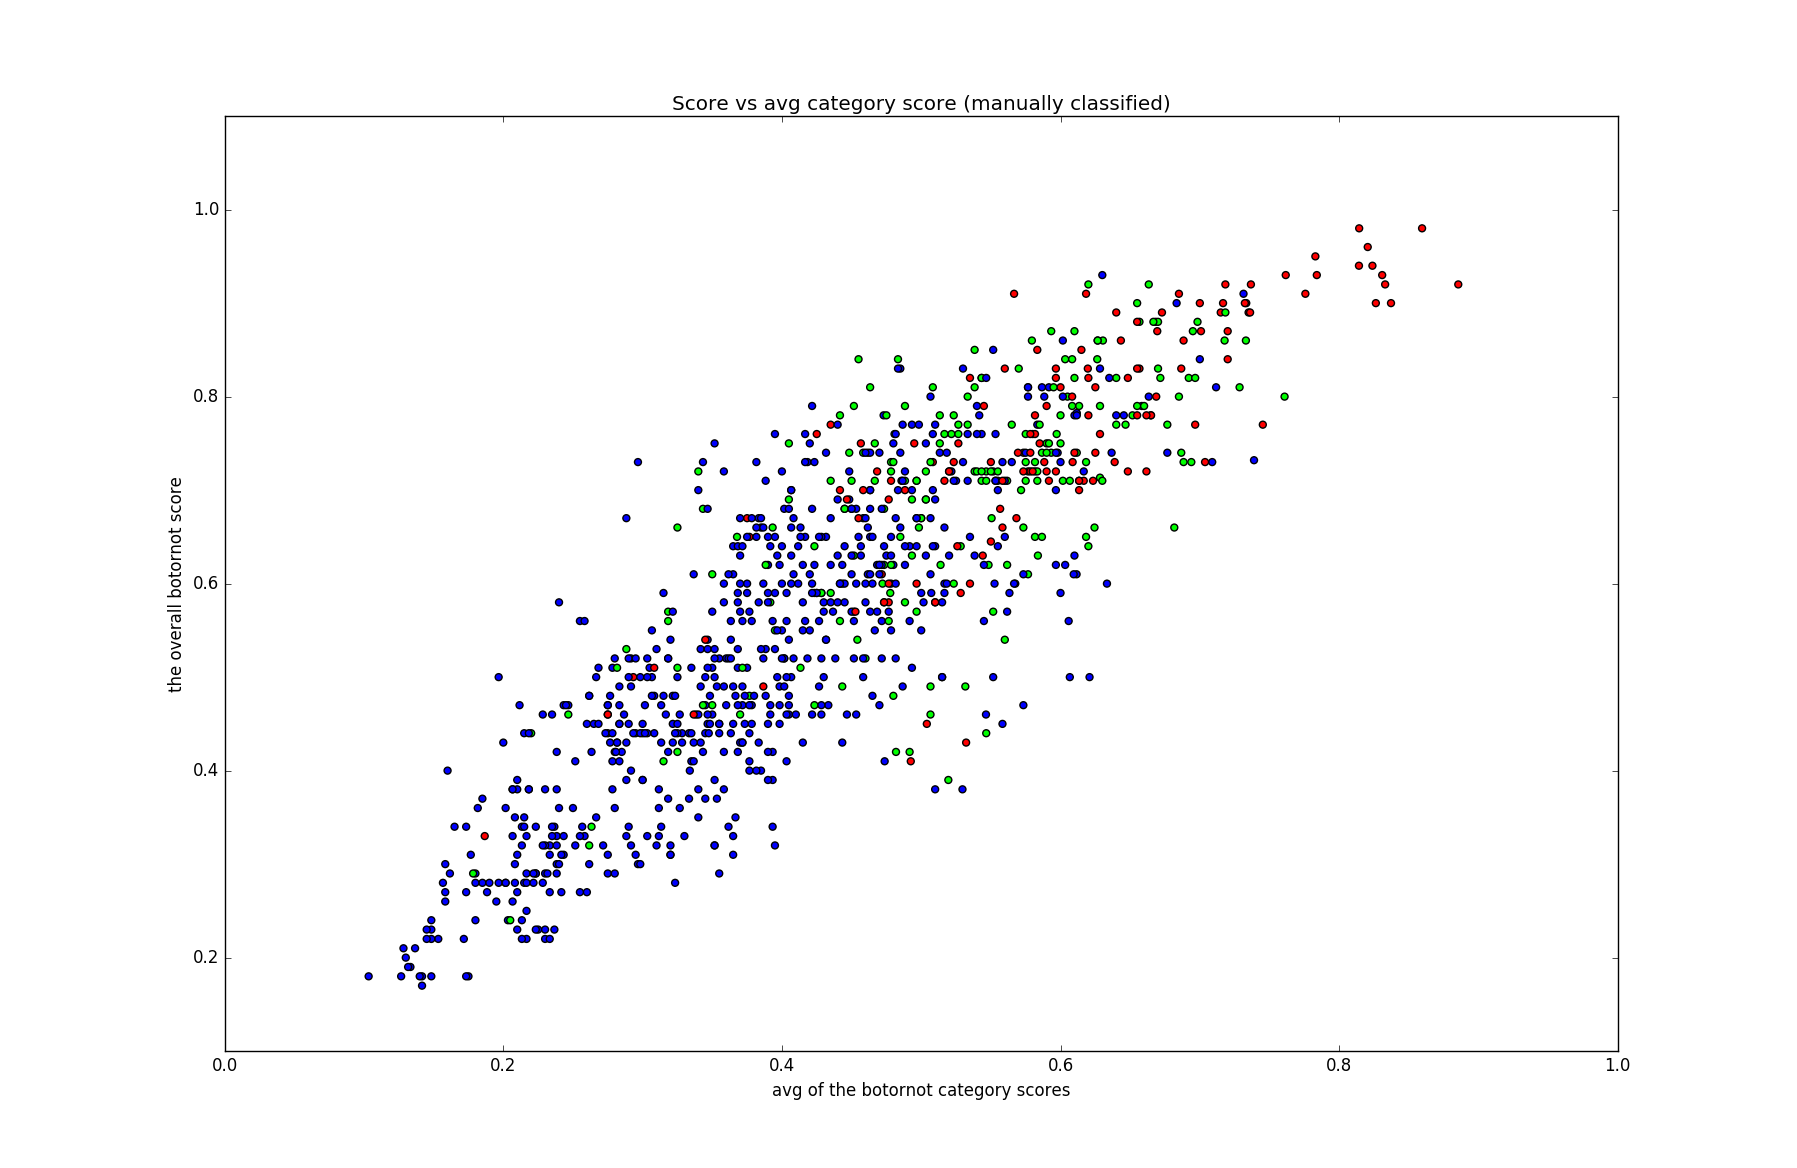 Score vs avg category score (manually classified)
1.0
0.8
0.6
0.4
0.2
the overall botornot score
0.0 0.2 0.4 0.6 0.8 1.0
avg of the botornot category scores